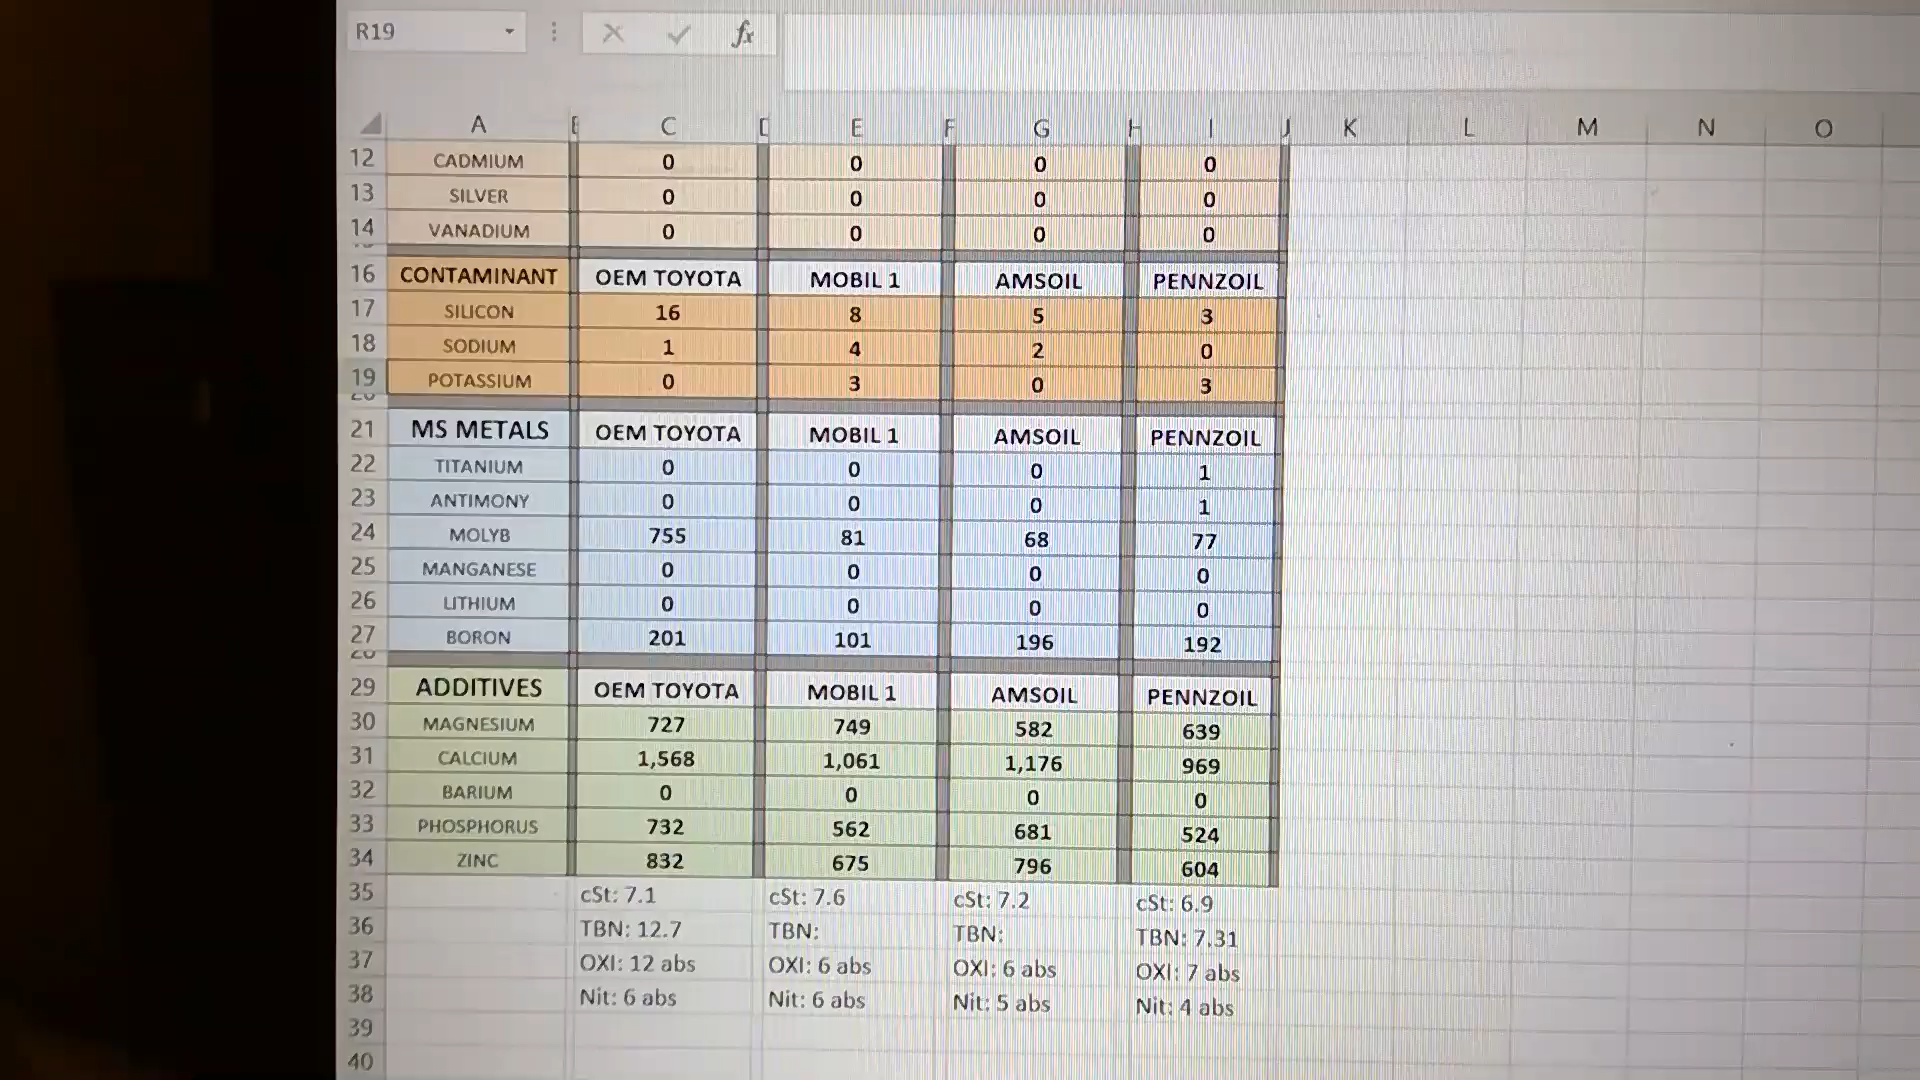 R19 fx
A C D E F G H I J K L M N O
12 CADMIUM 0 0 0 0
13 SILVER 0 0 0 0
14 VANADIUM 0 0 0 0
16 CONTAMINANT OEM TOYOTA MOBIL 1 AMSOIL PENNZOIL
17 SILICON 16 8 5 3
18 SODIUM 1 4 2 0
19 POTASSIUM 0 3 0 3
21 MS METALS OEM TOYOTA MOBIL 1 AMSOIL PENNZOIL
22 TITANIUM 0 0 0 1
23 ANTIMONY 0 0 0 1
24 MOLYB 755 81 68 77
25 MANGANESE 0 0 0 0
26 LITHIUM 0 0 0 0
27 BORON 201 101 196 192
29 ADDITIVES OEM TOYOTA MOBIL 1 AMSOIL PENNZOIL
30 MAGNESIUM 727 749 582 639
31 CALCIUM 1,568 1,061 1,176 969
32 BARIUM 0 0 0 0
33 PHOSPHORUS 732 562 681 524
34 ZINC 832 675 796 604
35 cSt: 7.1 cSt: 7.6 cSt: 7.2 cSt: 6.9
36 TBN: 12.7 TBN: TBN: TBN: 7.31
37 OXI: 12 abs OXI: 6 abs OXI: 6 abs OXI: 7 abs
38 Nit: 6 abs Nit: 6 abs Nit: 5 abs Nit: 4 abs
39
40